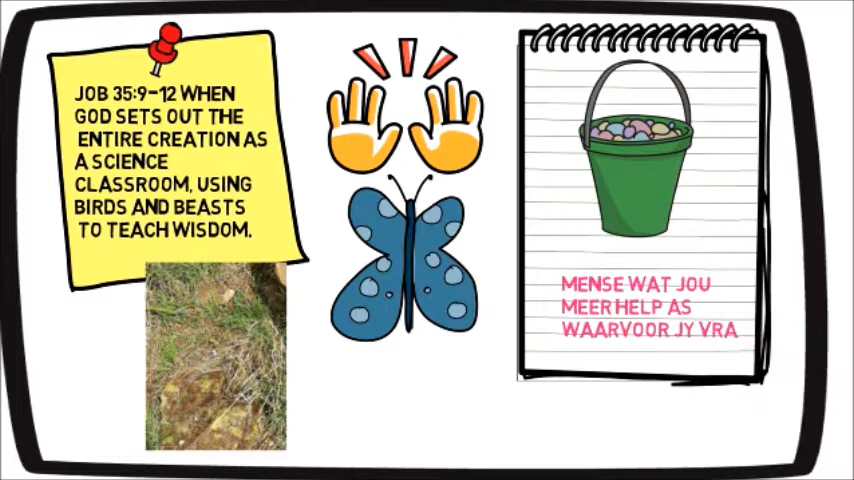 JOB 35:9-12 WHEN
GOD SETS OUT THE
ENTIRE CREATION AS
A SCIENCE
CLASSROOM, USING
BIRDS AND BEASTS
TO TEACH WISDOM.
MENSE WAT JOU
MEER HELP AS
WAARVOOR JY VRA